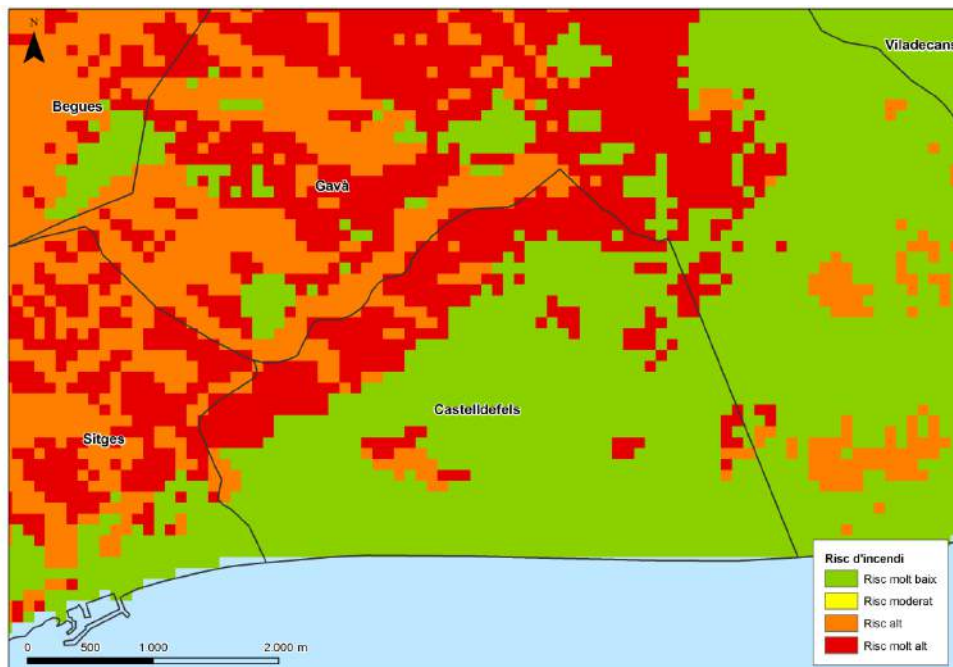 N
Viladecans
Begues
Gavà
Castelldefels
Sitges
Risc d'incendi
Risc molt baix
Risc moderat
Risc alt
Risc molt alt
0 500 1.000 2.000 m